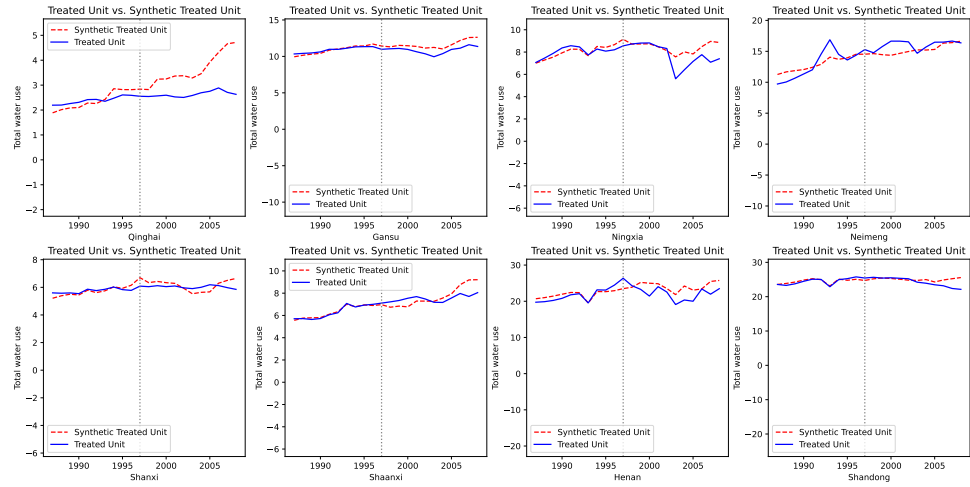 Treated Unit vs. Synthetic Treated Unit
Total water use
5
4
3
2
1
0
−1
−2
Synthetic Treated Unit
Treated Unit
1990 1995 2000 2005
Qinghai
Treated Unit vs. Synthetic Treated Unit
Total water use
15
10
5
0
−5
−10
Synthetic Treated Unit
Treated Unit
1990 1995 2000 2005
Gansu
Treated Unit vs. Synthetic Treated Unit
Total water use
10
8
6
4
2
0
−2
−4
−6
Synthetic Treated Unit
Treated Unit
1990 1995 2000 2005
Ningxia
Treated Unit vs. Synthetic Treated Unit
Total water use
20
15
10
5
0
−5
−10
Synthetic Treated Unit
Treated Unit
1990 1995 2000 2005
Neimeng
Treated Unit vs. Synthetic Treated Unit
Total water use
8
6
4
2
0
−2
−4
−6
Synthetic Treated Unit
Treated Unit
1990 1995 2000 2005
Shanxi
Treated Unit vs. Synthetic Treated Unit
Total water use
10
8
6
4
2
0
−2
−4
−6
Synthetic Treated Unit
Treated Unit
1990 1995 2000 2005
Shaanxi
Treated Unit vs. Synthetic Treated Unit
Total water use
30
20
10
0
−10
−20
Synthetic Treated Unit
Treated Unit
1990 1995 2000 2005
Henan
Treated Unit vs. Synthetic Treated Unit
Total water use
30
20
10
0
−10
−20
Synthetic Treated Unit
Treated Unit
1990 1995 2000 2005
Shandong